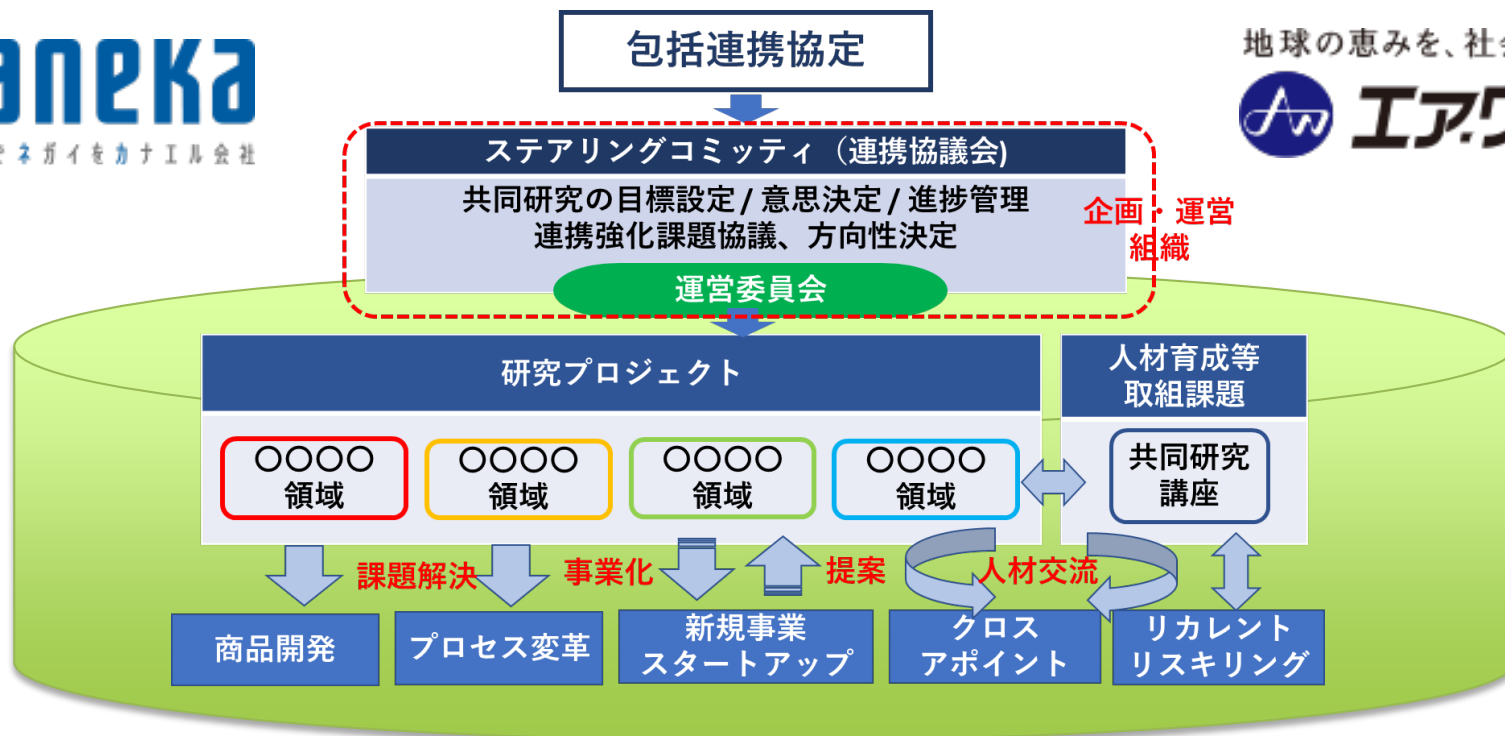 aneka
ネガイをカナエル会社
包括連携協定
地球の恵みを、社
エア・ウ
ステアリングコミッティ（連携協議会)
共同研究の目標設定 / 意思決定 / 進捗管理
連携強化課題協議、方向性決定
企画・運営
組織
運営委員会
研究プロジェクト
人材育成等
取組課題
〇〇〇〇
領域
〇〇〇〇
領域
〇〇〇〇
領域
〇〇〇〇
領域
共同研究
講座
課題解決
事業化
提案
人材交流
商品開発
プロセス変革
新規事業
スタートアップ
クロス
アポイント
リカレント
リスキリング